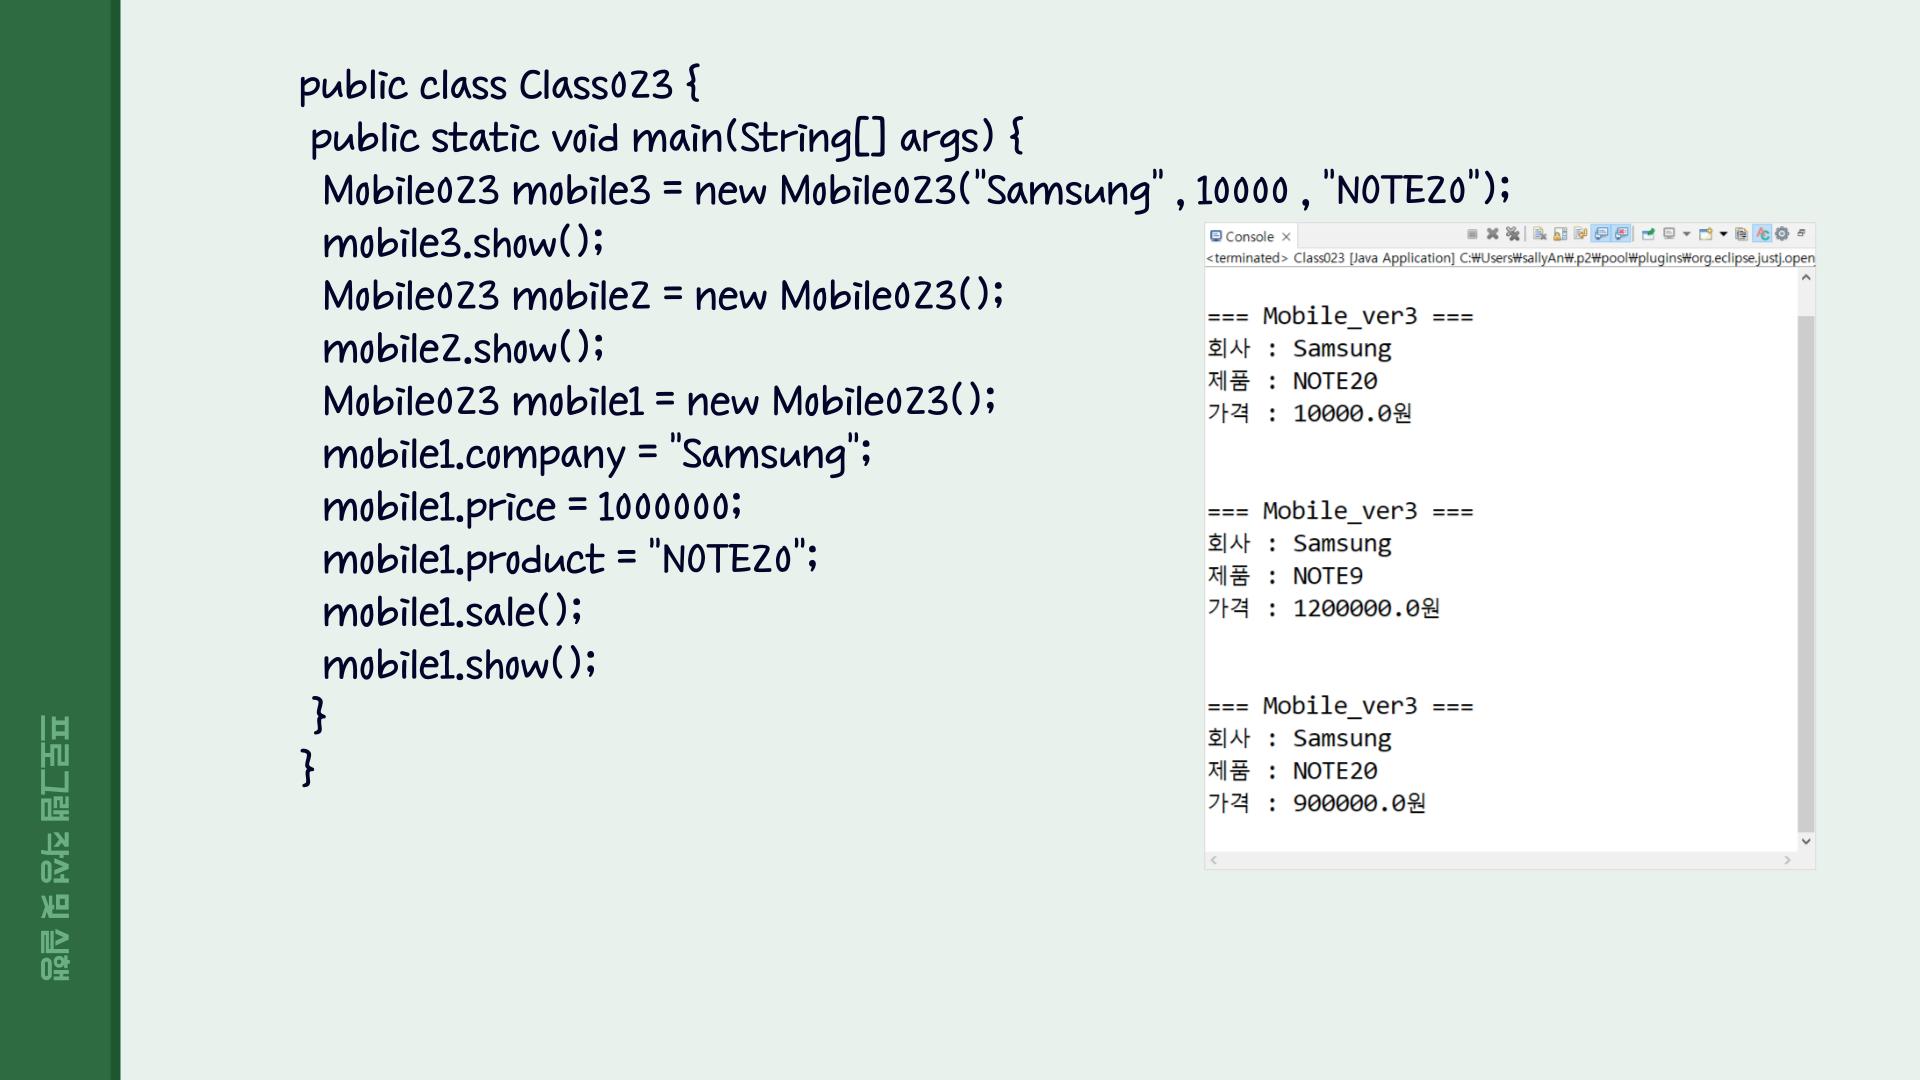 public class Class023 {
public static void main(String[] args) {
Mobile023 mobile3 = new Mobile023("Samsung" , 10000 , "NOTE20");
mobile3.show();
Mobile023 mobile2 = new Mobile023();
mobile2.show();
Mobile023 mobile1 = new Mobile023();
mobile1.company = "Samsung";
mobile1.price = 1000000;
mobile1.product = "NOTE20";
mobile1.sale();
mobile1.show();
}
}
Console
<terminated> Class023 [Java Application] C:₩Users₩sallyAn₩.p2₩pool₩plugins₩org.eclipse.justj.open
=== Mobile_ver3 ===
회사 : Samsung
제품 : NOTE20
가격 : 10000.0원
=== Mobile_ver3 ===
회사 : Samsung
제품 : NOTE9
가격 : 1200000.0원
=== Mobile_ver3 ===
회사 : Samsung
제품 : NOTE20
가격 : 900000.0원
프로그램 작성 및 실행